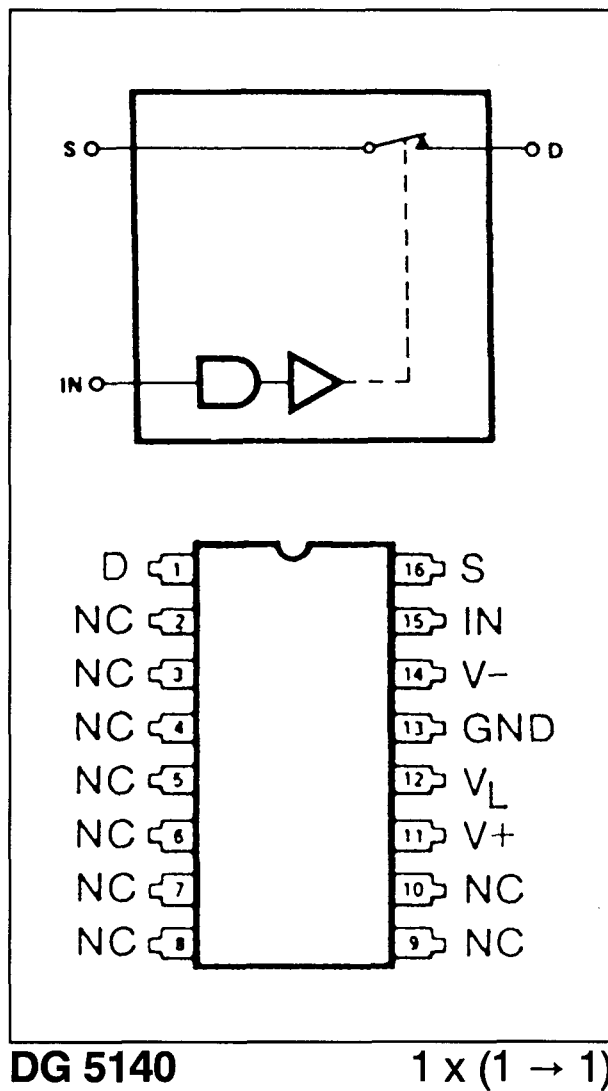 S D
IN
D 1 16 S
NC 2 15 IN
NC 3 14 V-
NC 4 13 GND
NC 5 12 VL
NC 6 11 V+
NC 7 10 NC
NC 8 9 NC
DG 5140 1 x (1 → 1)